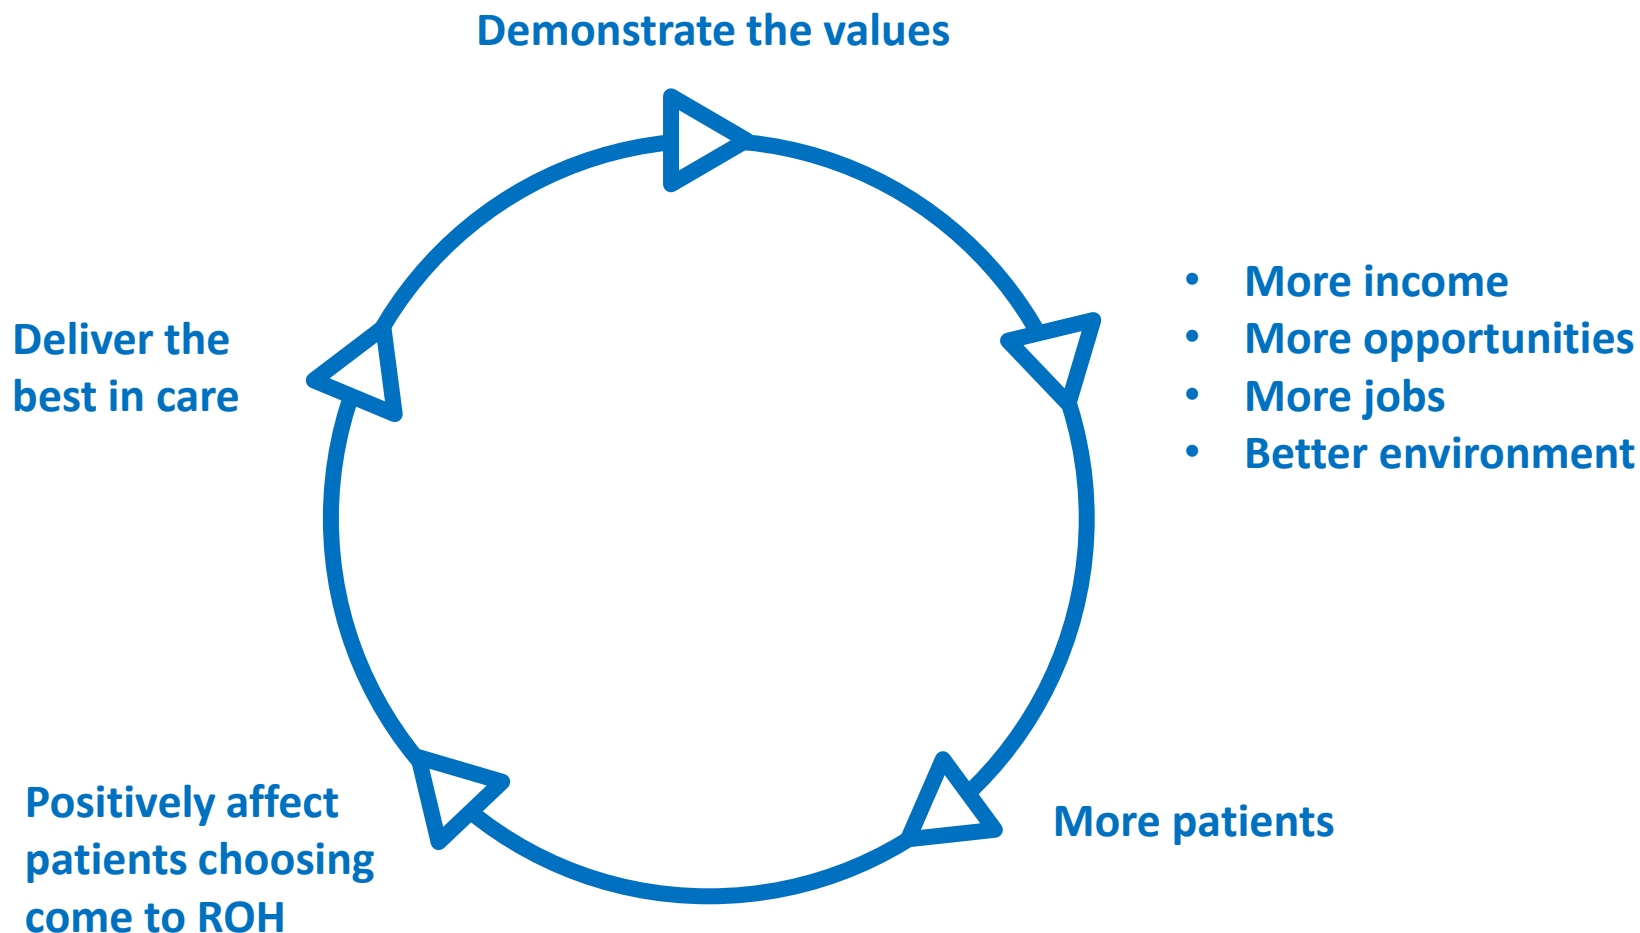 Demonstrate the values
• More income
• More opportunities
• More jobs
• Better environment
More patients
Positively affect
patients choosing
come to ROH
Deliver the
best in care